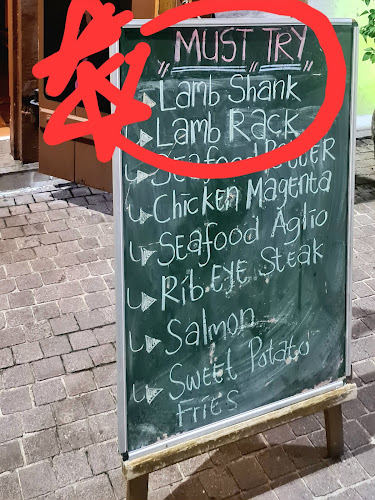 "MUST TRY"
Lamb Shank
Lamb Rack
Seafood
Chicken Magenta
Seafood Aglio
Rib EYE Steak
Salmon
Sweet Potato
Fries